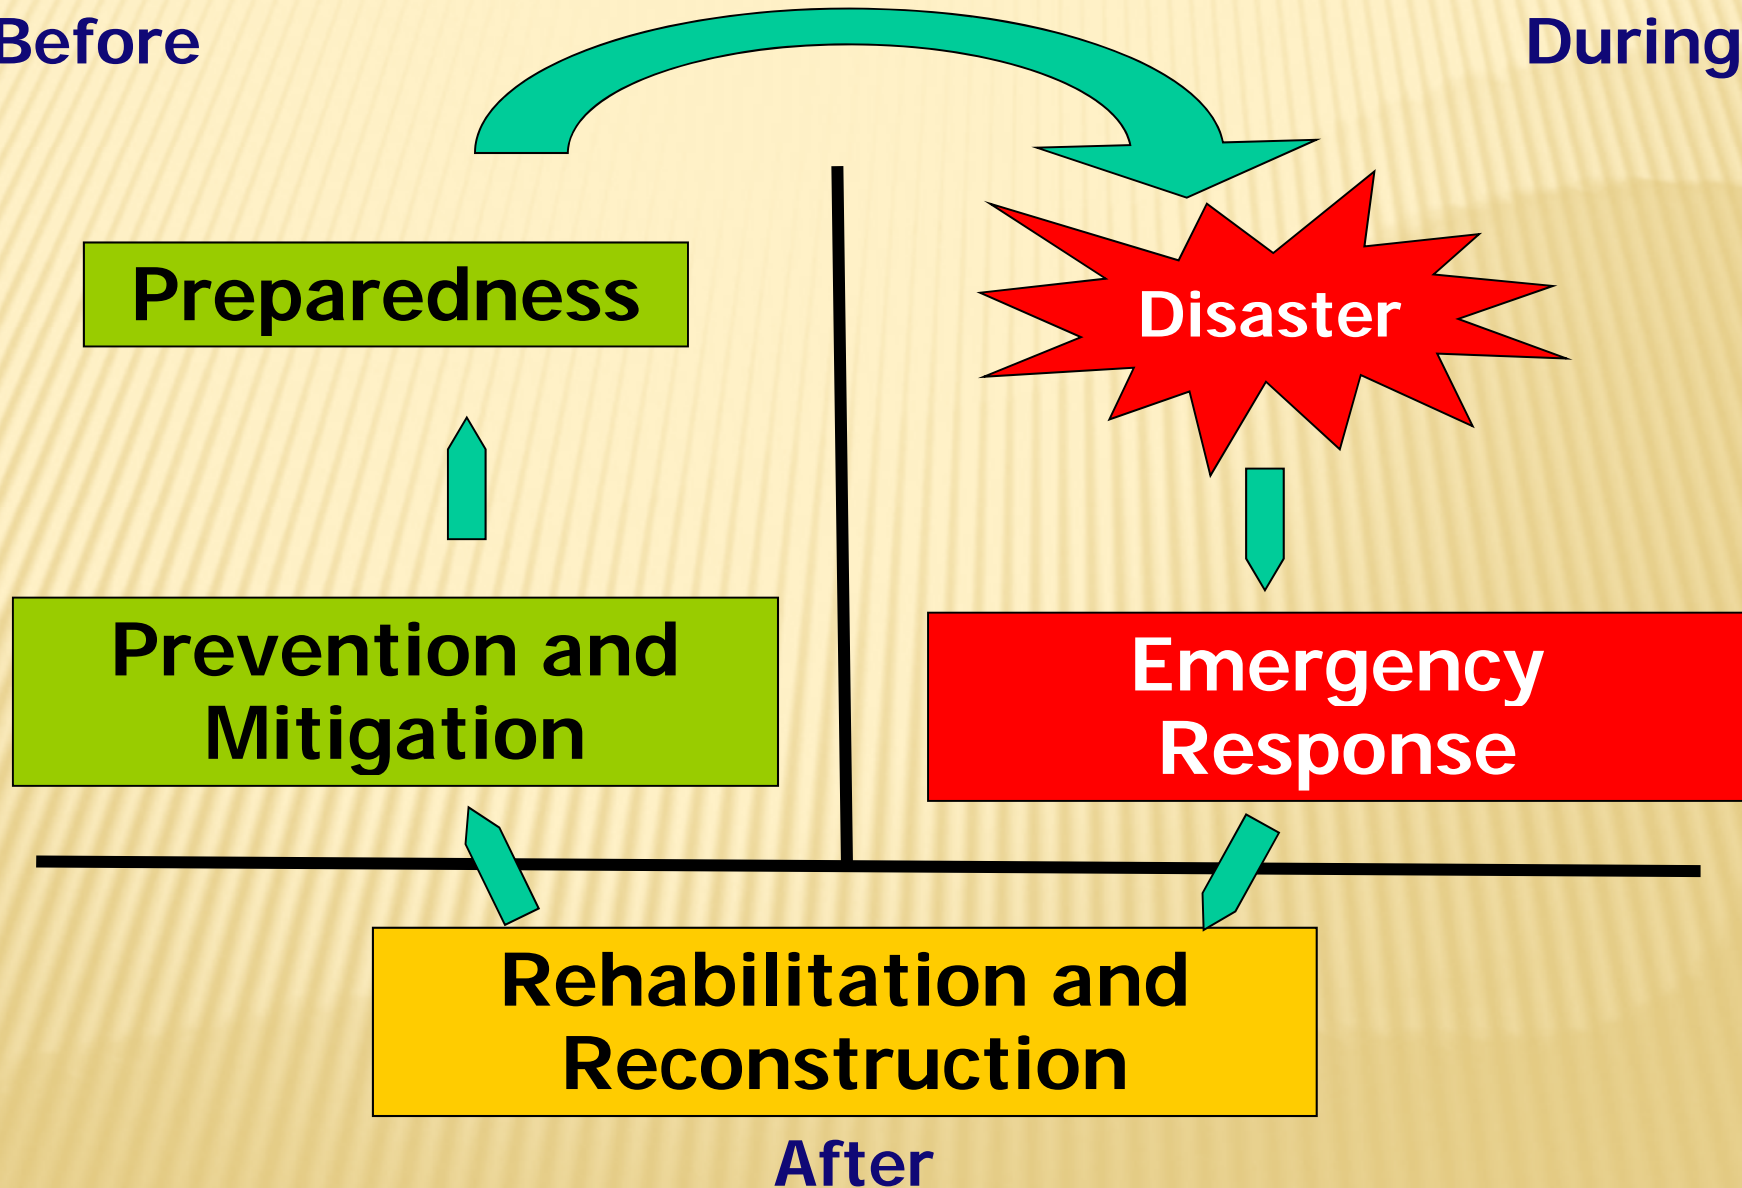 Before
During
Preparedness
Disaster
Prevention and
Mitigation
Emergency
Response
Rehabilitation and
Reconstruction
After